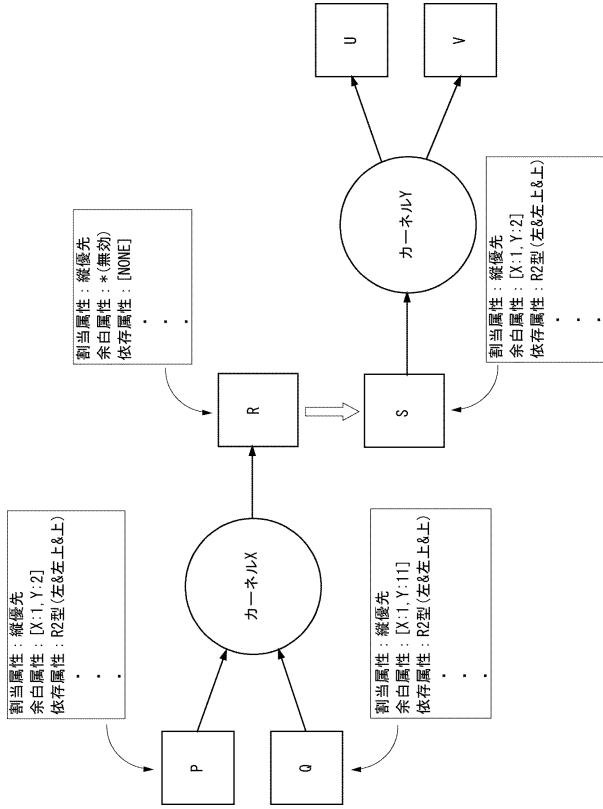 割当属性：縦優先
余白属性：[X:1,Y:2]
依存属性：R2型(左&左上&上)
・・・
P
Q
割当属性：縦優先
余白属性：[X:1,Y:11]
依存属性：R2型(左&左上&上)
・・・
カーネルX
割当属性：縦優先
余白属性：*(無効)
依存属性：[NONE]
・・・
R
S
割当属性：縦優先
余白属性：[X:1,Y:2]
依存属性：R2型(左&左上&上)
・・・
カーネルY
U
V